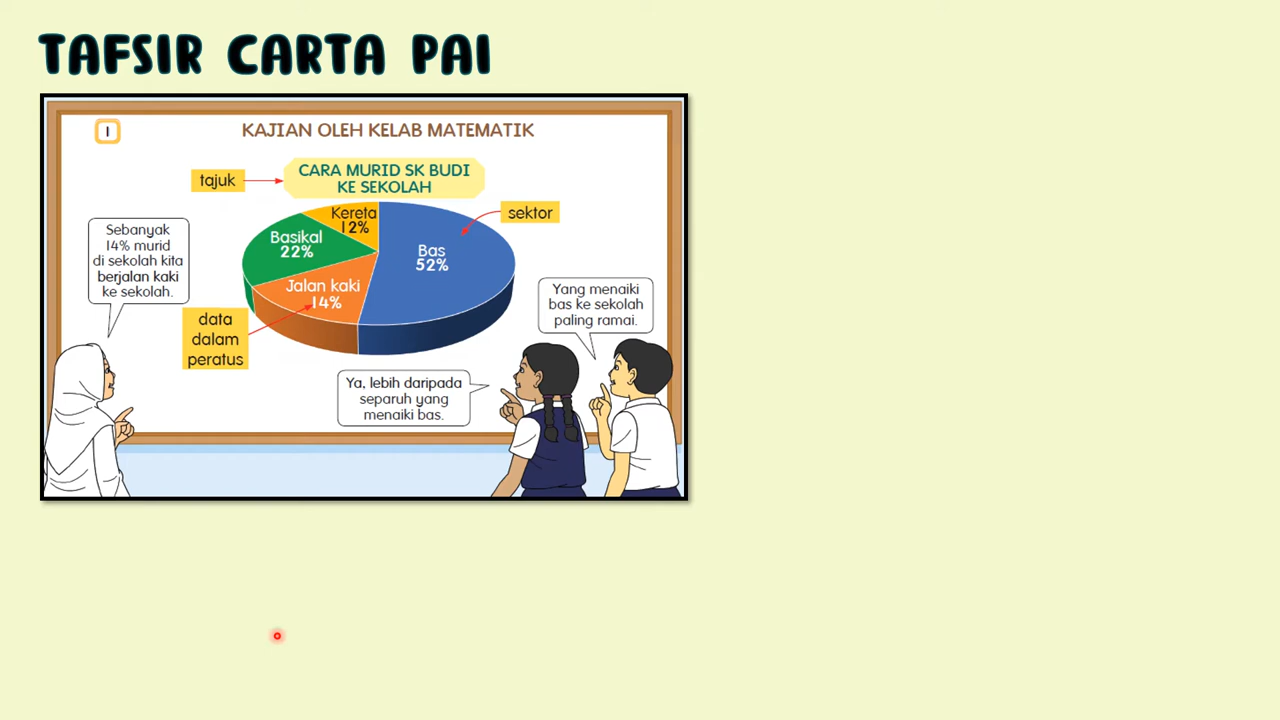 TAFSIR CARTA PAI
1
KAJIAN OLEH KELAB MATEMATIK
tajuk
CARA MURID SK BUDI
KE SEKOLAH
sektor
Kereta
12%
Basikal
22%
Bas
52%
Jalan kaki
14%
Sebanyak
14% murid
di sekolah kita
berjalan kaki
ke sekolah.
data
dalam
peratus
Yang menaiki
bas ke sekolah
paling ramai.
Ya, lebih daripada
separuh yang
menaiki bas.